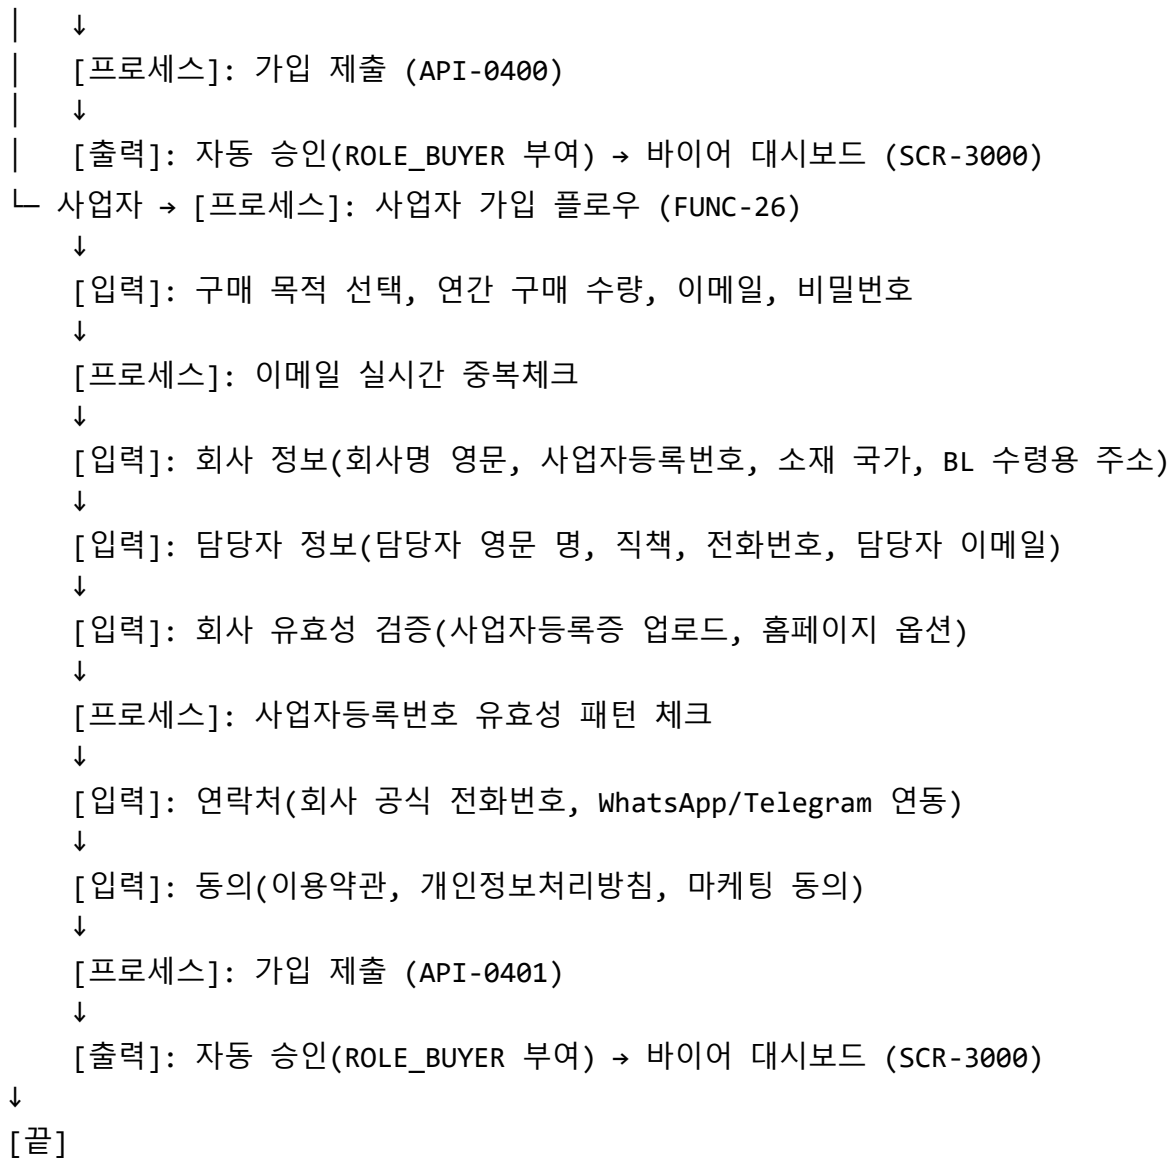 │   ↓
│   [프로세스]: 가입 제출 (API-0400)
│   ↓
│   [출력]: 자동 승인(ROLE_BUYER 부여) → 바이어 대시보드 (SCR-3000)
└─ 사업자 → [프로세스]: 사업자 가입 플로우 (FUNC-26)
    ↓
    [입력]: 구매 목적 선택, 연간 구매 수량, 이메일, 비밀번호
    ↓
    [프로세스]: 이메일 실시간 중복체크
    ↓
    [입력]: 회사 정보(회사명 영문, 사업자등록번호, 소재 국가, BL 수령용 주소)
    ↓
    [입력]: 담당자 정보(담당자 영문 명, 직책, 전화번호, 담당자 이메일)
    ↓
    [입력]: 회사 유효성 검증(사업자등록증 업로드, 홈페이지 옵션)
    ↓
    [프로세스]: 사업자등록번호 유효성 패턴 체크
    ↓
    [입력]: 연락처(회사 공식 전화번호, WhatsApp/Telegram 연동)
    ↓
    [입력]: 동의(이용약관, 개인정보처리방침, 마케팅 동의)
    ↓
    [프로세스]: 가입 제출 (API-0401)
    ↓
    [출력]: 자동 승인(ROLE_BUYER 부여) → 바이어 대시보드 (SCR-3000)
↓
[끝]